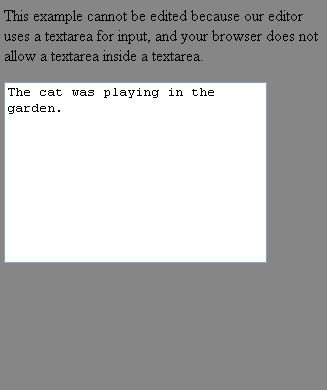 This example cannot be edited because our editor
uses a textarea for input, and your browser does not
allow a textarea inside a textarea.
The cat was playing in the
garden.